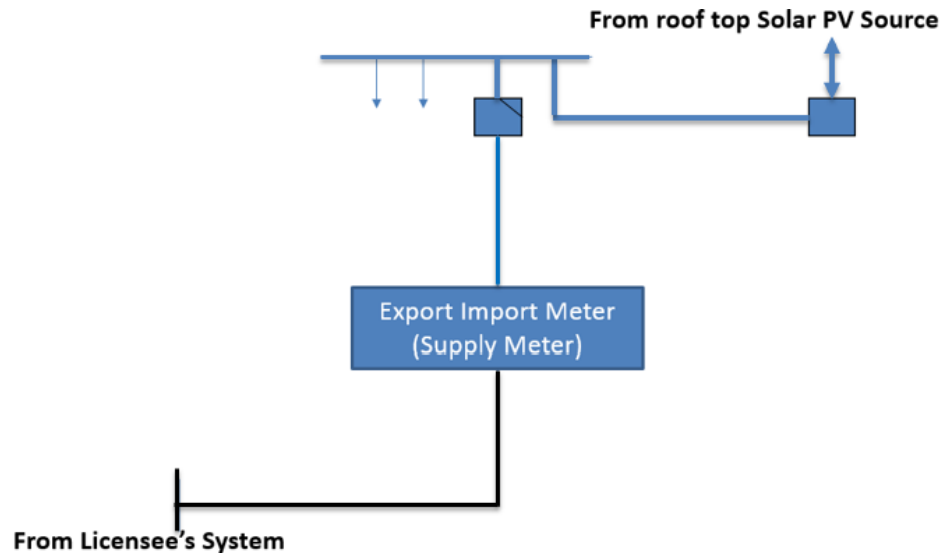 From roof top Solar PV Source
Export Import Meter
(Supply Meter)
From Licensee's System